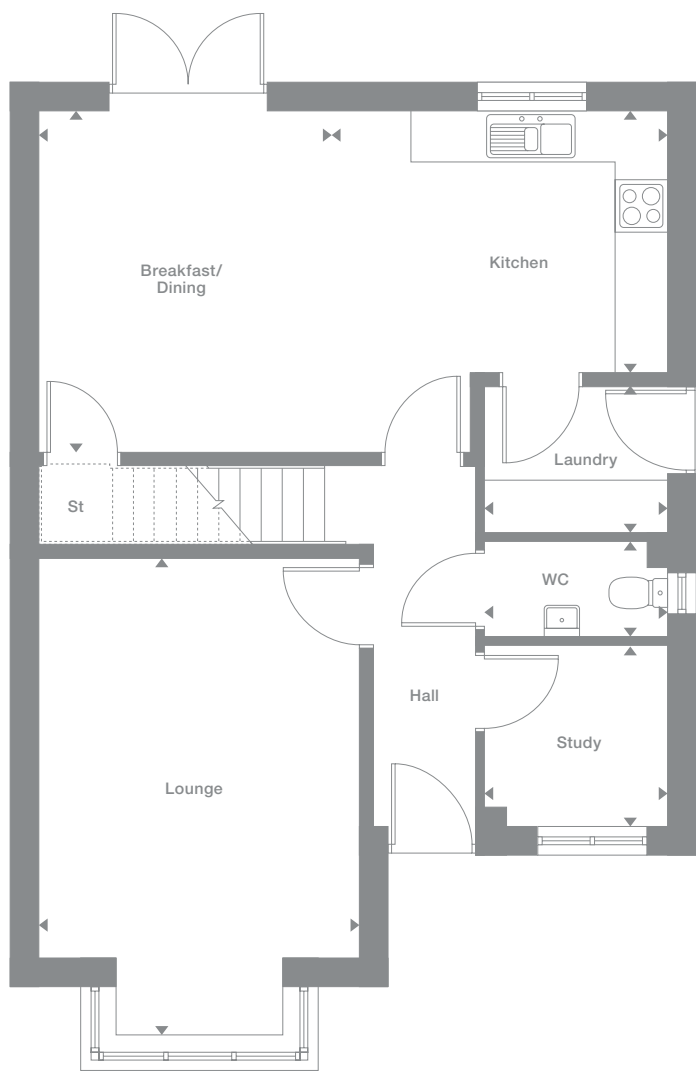 Breakfast/
Dining
Kitchen
Laundry
St
WC
Hall
Study
Lounge